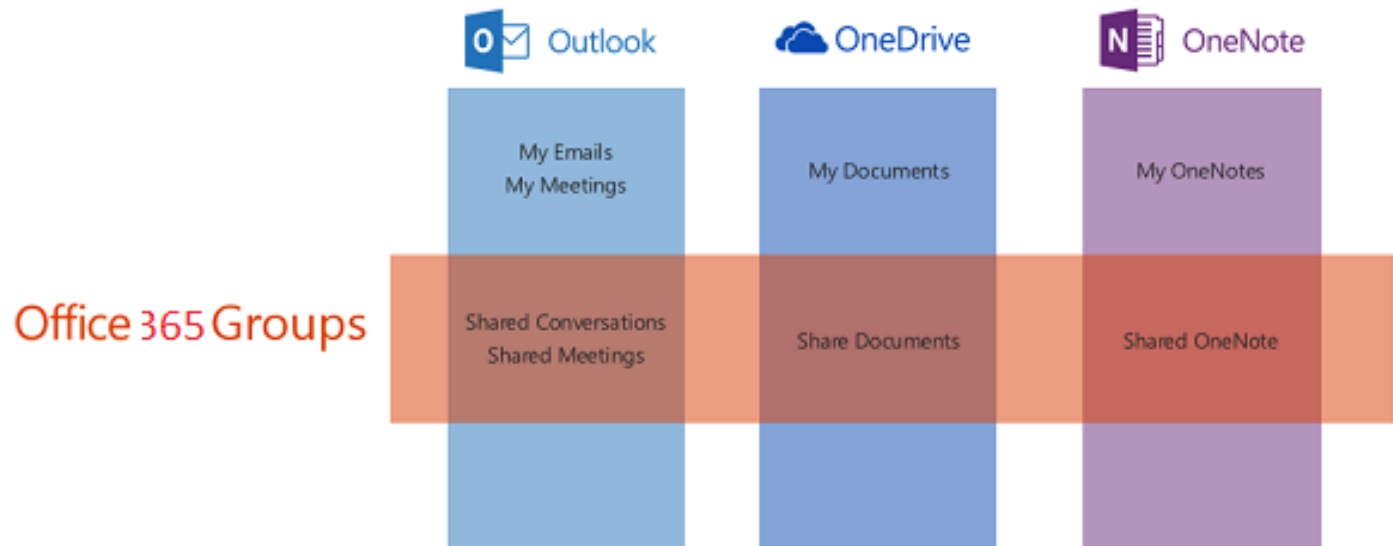 Outlook
OneDrive
OneNote
My Emails
My Meetings
My Documents
My OneNotes
Office 365 Groups
Shared Conversations
Shared Meetings
Share Documents
Shared OneNote